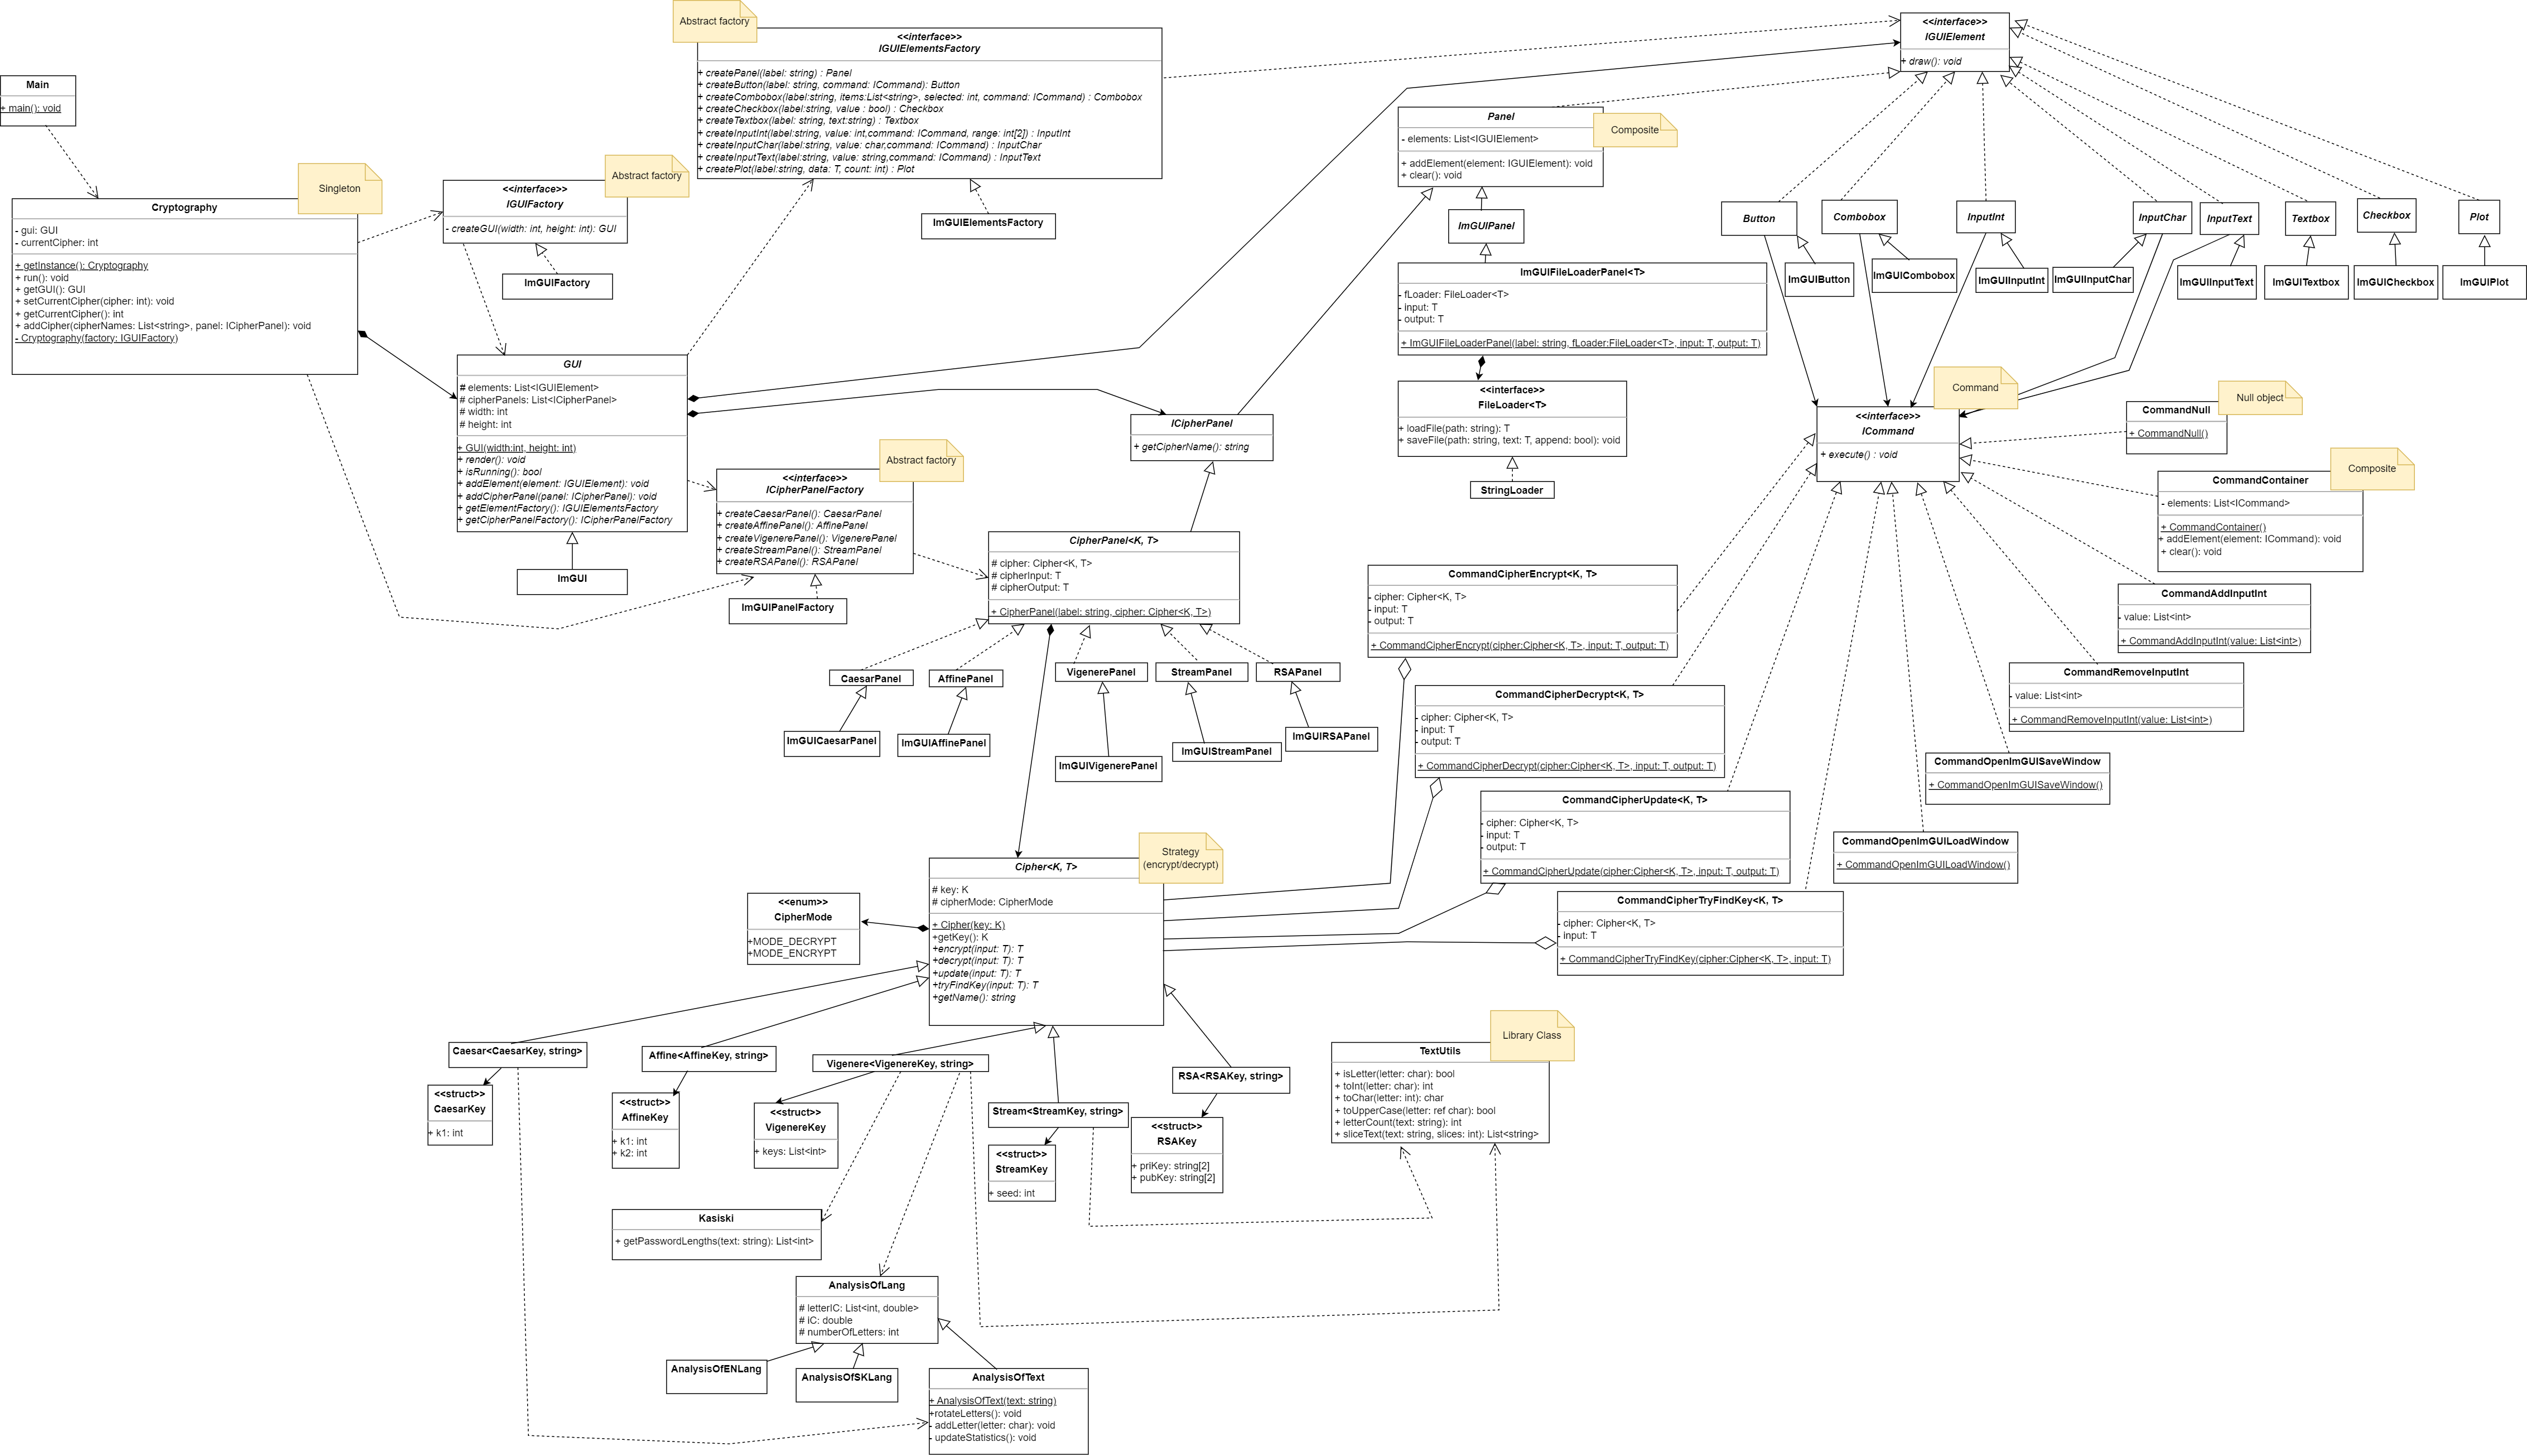 Main
+ main(): void
Singleton
Cryptography
- gui: GUI
- currentCipher: int
+ getInstance(): Cryptography
+ run(): void
+ getGUI(): GUI
+ setCurrentCipher(cipher: int): void
+ getCurrentCipher(): int
+ addCipher(cipherNames: List<string>, panel: ICipherPanel): void
- Cryptography(factory: IGUIFactory)
Abstract factory
<<interface>>
IGUIFactory
- createGUI(width: int, height: int): GUI
ImGUIFactory
Abstract factory
<<interface>>
IGUIElementsFactory
+ createPanel(label: string) : Panel
+ createButton(label: string, command: ICommand): Button
+ createCombobox(label:string, items:List<string>, selected: int, command: ICommand) : Combobox
+ createCheckbox(label:string, value : bool) : Checkbox
+ createTextbox(label: string, text:string) : Textbox
+ createInputInt(label:string, value: int,command: ICommand, range: int[2]) : InputInt
+ createInputChar(label:string, value: char,command: ICommand) : InputChar
+ createInputText(label:string, value: string,command: ICommand) : InputText
+ createPlot(label:string, data: T, count: int) : Plot
ImGUIElementsFactory
GUI
# elements: List<IGUIElement>
# cipherPanels: List<ICipherPanel>
# width: int
# height: int
+ GUI(width:int, height: int)
+ render(): void
+ isRunning(): bool
+ addElement(element: IGUIElement): void
+ addCipherPanel(panel: ICipherPanel): void
+ getElementFactory(): IGUIElementsFactory
+ getCipherPanelFactory(): ICipherPanelFactory
ImGUI
Abstract factory
<<interface>>
ICipherPanelFactory
+ createCaesarPanel(): CaesarPanel
+ createAffinePanel(): AffinePanel
+ createVigenerePanel(): VigenerePanel
+ createStreamPanel(): StreamPanel
+ createRSAPanel(): RSAPanel
ImGUIPanelFactory
<<interface>>
IGUIElement
+ draw(): void
Composite
Panel
- elements: List<IGUIElement>
+ addElement(element: IGUIElement): void
+ clear(): void
ImGUIPanel
ImGUIFileLoaderPanel<T>
- fLoader: FileLoader<T>
- input: T
- output: T
+ ImGUIFileLoaderPanel(label: string, fLoader:FileLoader<T>, input: T, output: T)
<<interface>>
FileLoader<T>
+ loadFile(path: string): T
+ saveFile(path: string, text: T, append: bool): void
StringLoader
ICipherPanel
+ getCipherName(): string
CipherPanel<K, T>
# cipher: Cipher<K, T>
# cipherInput: T
# cipherOutput: T
+ CipherPanel(label: string, cipher: Cipher<K, T>)
CaesarPanel
AffinePanel
VigenerePanel
StreamPanel
RSAPanel
ImGUICaesarPanel
ImGUIAffinePanel
ImGUIVigenerePanel
ImGUIStreamPanel
ImGUIRSAPanel
Button
Combobox
InputInt
InputChar
InputText
Textbox
Checkbox
Plot
ImGUIButton
ImGUICombobox
ImGUIInputInt
ImGUIInputChar
ImGUIInputText
ImGUITextbox
ImGUICheckbox
ImGUIPlot
Command
<<interface>>
ICommand
+ execute() : void
Null object
CommandNull
+ CommandNull()
Composite
CommandContainer
- elements: List<ICommand>
+ CommandContainer()
+ addElement(element: ICommand): void
+ clear(): void
CommandAddInputInt
- value: List<int>
+ CommandAddInputInt(value: List<int>)
CommandRemoveInputInt
- value: List<int>
+ CommandRemoveInputInt(value: List<int>)
CommandOpenImGUISaveWindow
+ CommandOpenImGUISaveWindow()
CommandOpenImGUILoadWindow
+ CommandOpenImGUILoadWindow()
CommandCipherEncrypt<K, T>
- cipher: Cipher<K, T>
- input: T
- output: T
+ CommandCipherEncrypt(cipher:Cipher<K, T>, input: T, output: T)
CommandCipherDecrypt<K, T>
- cipher: Cipher<K, T>
- input: T
- output: T
+ CommandCipherDecrypt(cipher:Cipher<K, T>, input: T, output: T)
CommandCipherUpdate<K, T>
- cipher: Cipher<K, T>
- input: T
- output: T
+ CommandCipherUpdate(cipher:Cipher<K, T>, input: T, output: T)
CommandCipherTryFindKey<K, T>
- cipher: Cipher<K, T>
- input: T
+ CommandCipherTryFindKey(cipher:Cipher<K, T>, input: T)
Strategy
(encrypt/decrypt)
Cipher<K, T>
# key: K
# cipherMode: CipherMode
+ Cipher(key: K)
+getKey(): K
+encrypt(input: T): T
+decrypt(input: T): T
+update(input: T): T
+tryFindKey(input: T): T
+getName(): string
<<enum>>
CipherMode
+MODE_DECRYPT
+MODE_ENCRYPT
Caesar<CaesarKey, string>
<<struct>>
CaesarKey
+ k1: int
Affine<AffineKey, string>
<<struct>>
AffineKey
+ k1: int
+ k2: int
Vigenere<VigenereKey, string>
<<struct>>
VigenereKey
+ keys: List<int>
Stream<StreamKey, string>
<<struct>>
StreamKey
+ seed: int
RSA<RSAKey, string>
<<struct>>
RSAKey
+ priKey: string[2]
+ pubKey: string[2]
Library Class
TextUtils
+ isLetter(letter: char): bool
+ toInt(letter: char): int
+ toChar(letter: int): char
+ toUpperCase(letter: ref char): bool
+ letterCount(text: string): int
+ sliceText(text: string, slices: int): List<string>
Kasiski
+ getPasswordLengths(text: string): List<int>
AnalysisOfLang
# letterIC: List<int, double>
# iC: double
# numberOfLetters: int
AnalysisOfENLang
AnalysisOfSKLang
AnalysisOfText
+ AnalysisOfText(text: string)
+rotateLetters(): void
- addLetter(letter: char): void
- updateStatistics(): void